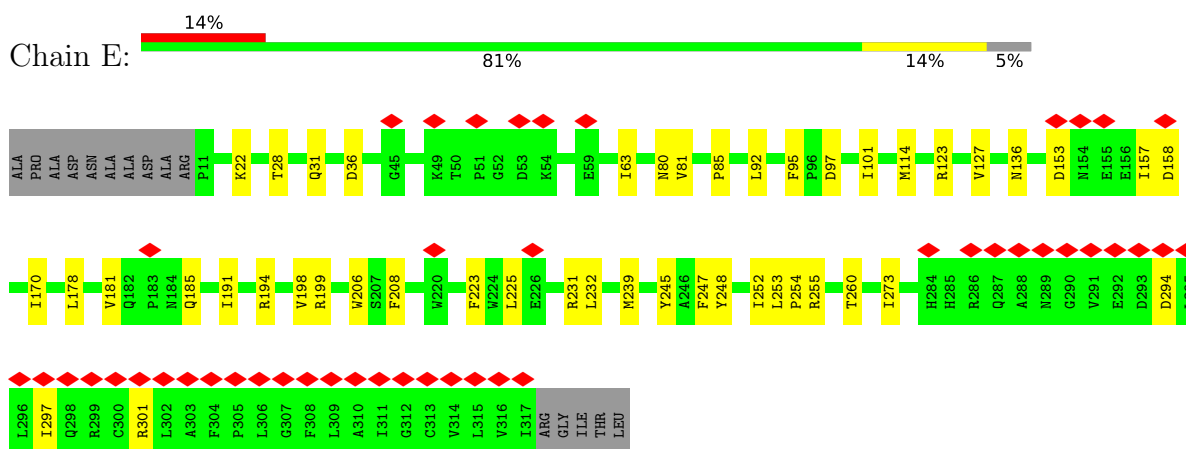 14%
Chain E:
81% 14% 5%
ALA PRO ALA ASP ASN ALA ALA ASP ALA ARG P11 K22 T28 Q31 D36 G45 K49 T50 P51 G52 D53 K54 E59 I63 N80 V81 P85 L92 F95 P96 D97 I101 M114 R123 V127 N136 D153 N154 E155 E156 I157 D158
I170 L178 V181 Q182 P183 N184 Q185 I191 R194 V198 R199 W206 S207 F208 W220 F223 W224 L225 E226 R231 L232 M239 Y245 A246 F247 Y248 I252 L253 P254 R255 T260 I273 H284 H285 R286 Q287 A288 N289 G290 V291 E292 D293 D294
L296 I297 Q298 R299 C300 R301 L302 A303 F304 P305 L306 G307 F308 L309 A310 I311 G312 C313 V314 L315 V316 I317 ARG GLY ILE THR LEU